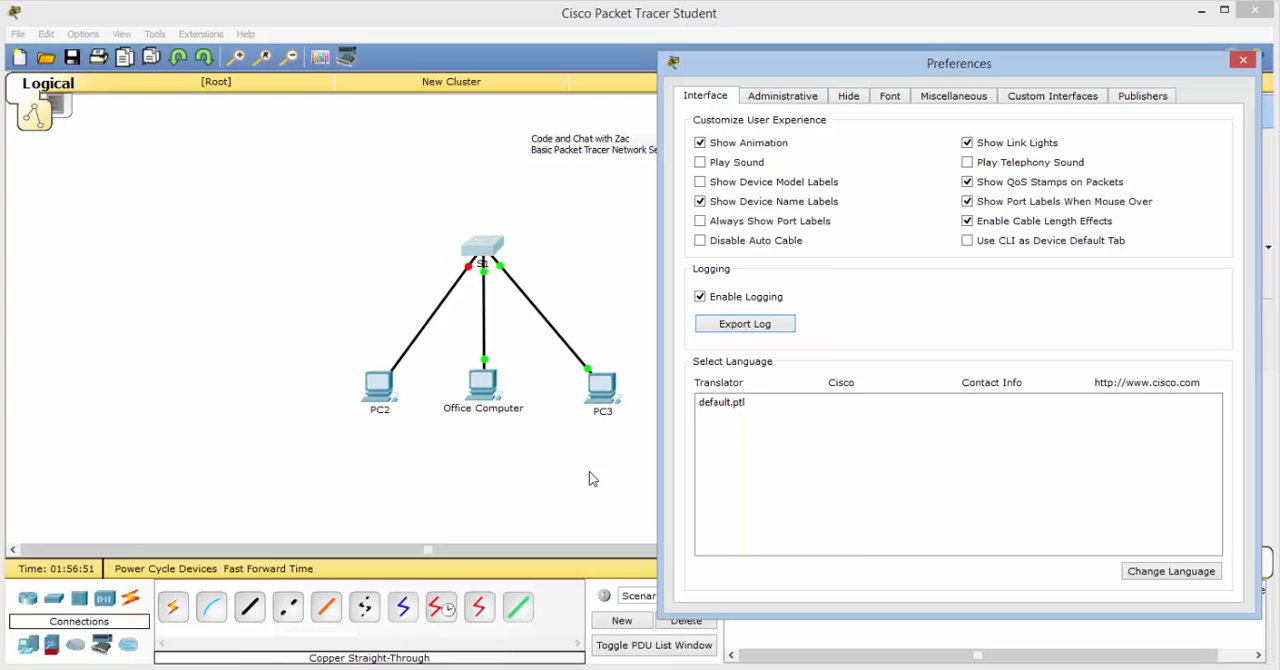 Cisco Packet Tracer Student
File Edit Options View Tools Extensions Help
Logical
[Root]
New Cluster
Code and Chat with Zac
Basic Packet Tracer Network Se
S1
PC2
Office Computer
PC3
Time: 01:56:51
Power Cycle Devices Fast Forward Time
Connections
Copper Straight-Through
Scenar
New
Delete
Toggle PDU List Window
Preferences
Interface Administrative Hide Font Miscellaneous Custom Interfaces Publishers
Customize User Experience
Show Animation
Show Link Lights
Play Sound
Play Telephony Sound
Show Device Model Labels
Show QoS Stamps on Packets
Show Device Name Labels
Show Port Labels When Mouse Over
Always Show Port Labels
Enable Cable Length Effects
Disable Auto Cable
Use CLI as Device Default Tab
Logging
Enable Logging
Export Log
Select Language
Translator Cisco Contact Info http://www.cisco.com
default.ptl
Change Language